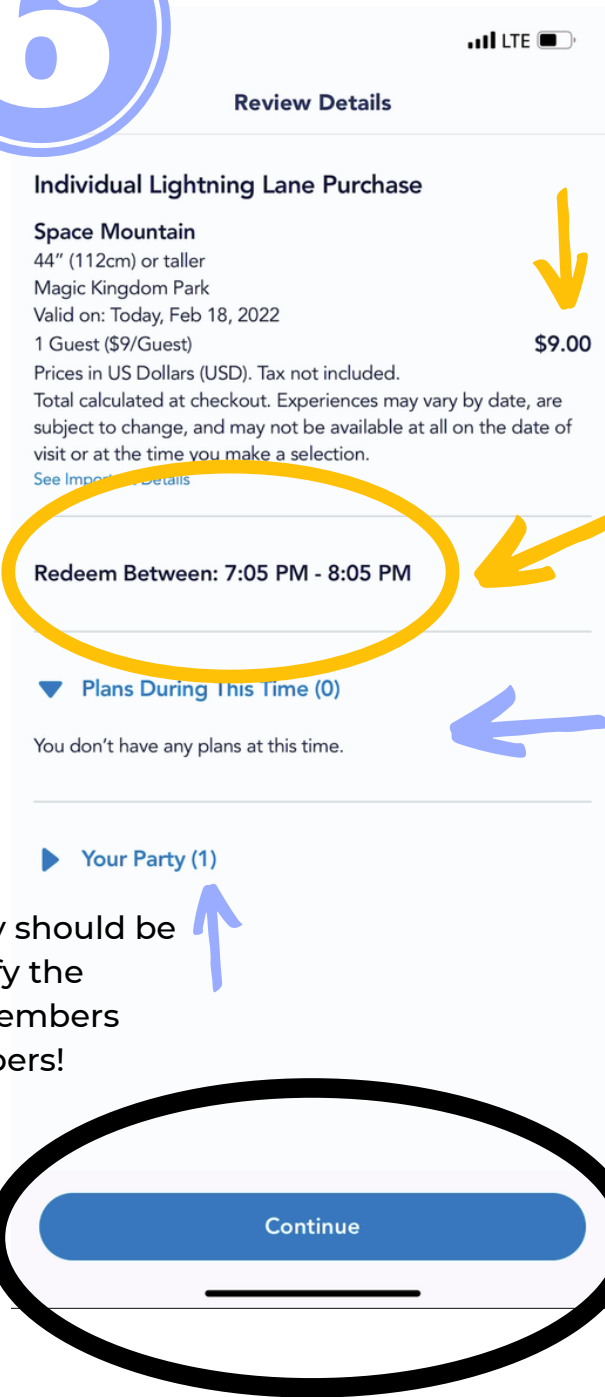 6
LTE
Review Details
Individual Lightning Lane Purchase
Space Mountain
44" (112cm) or taller
Magic Kingdom Park
Valid on: Today, Feb 18, 2022
1 Guest ($9/Guest) $9.00
Prices in US Dollars (USD). Tax not included.
Total calculated at checkout. Experiences may vary by date, are
subject to change, and may not be available at all on the date of
visit or at the time you make a selection.
See Important Details
Redeem Between: 7:05 PM - 8:05 PM
Plans During This Time (0)
You don't have any plans at this time.
Your Party (1)
y should be
fy the
embers
bers!
Continue